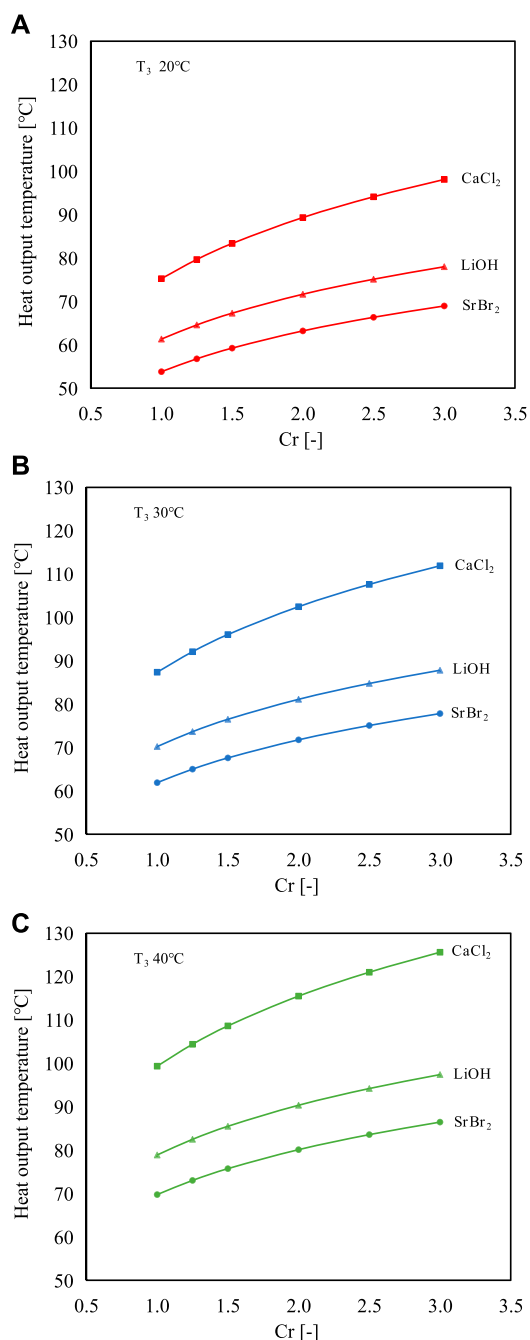 A
T₃ 20℃
Heat output temperature [℃]
130
120
110
100
90
80
70
60
50
CaCl₂
LiOH
SrBr₂
0.5 1.0 1.5 2.0 2.5 3.0 3.5
Cr [-]
B
T₃ 30℃
Heat output temperature [℃]
130
120
110
100
90
80
70
60
50
CaCl₂
LiOH
SrBr₂
0.5 1.0 1.5 2.0 2.5 3.0 3.5
Cr [-]
C
T₃ 40℃
Heat output temperature [℃]
130
120
110
100
90
80
70
60
50
CaCl₂
LiOH
SrBr₂
0.5 1.0 1.5 2.0 2.5 3.0 3.5
Cr [-]